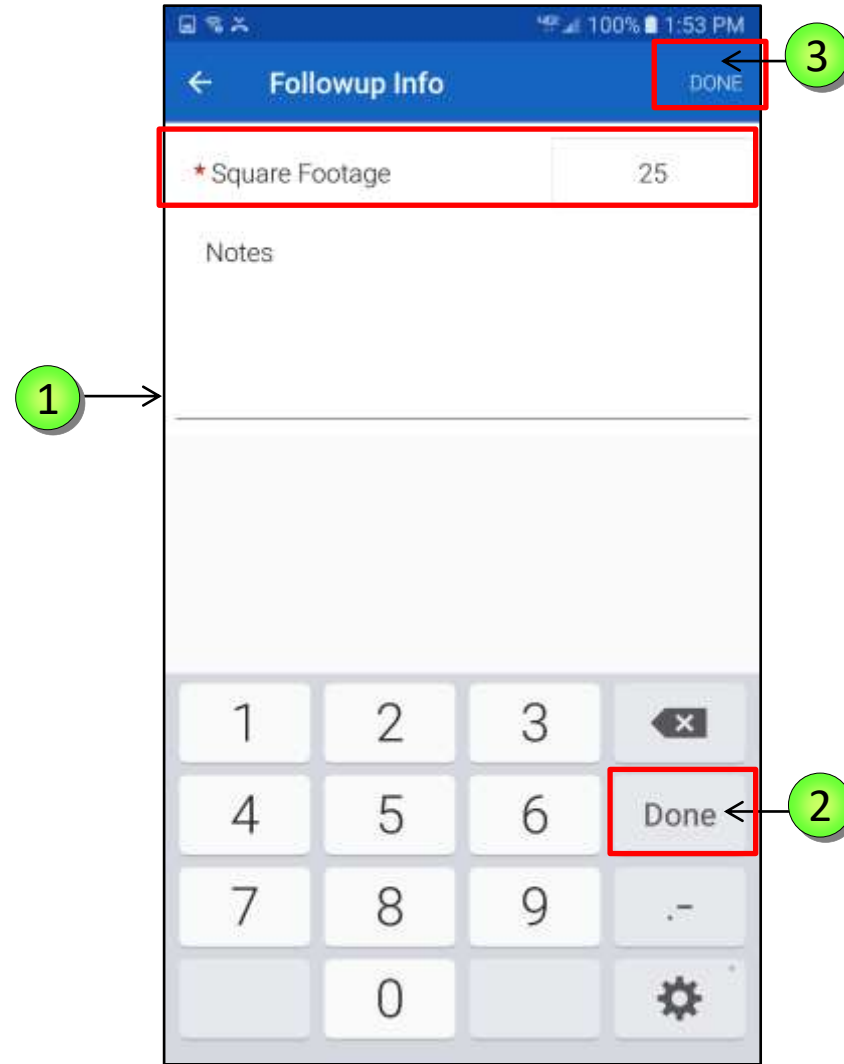 100% 1:53 PM
3
Followup Info DONE
* Square Footage 25
Notes
1
1 2 3
4 5 6 Done
2
7 8 9 .-
0